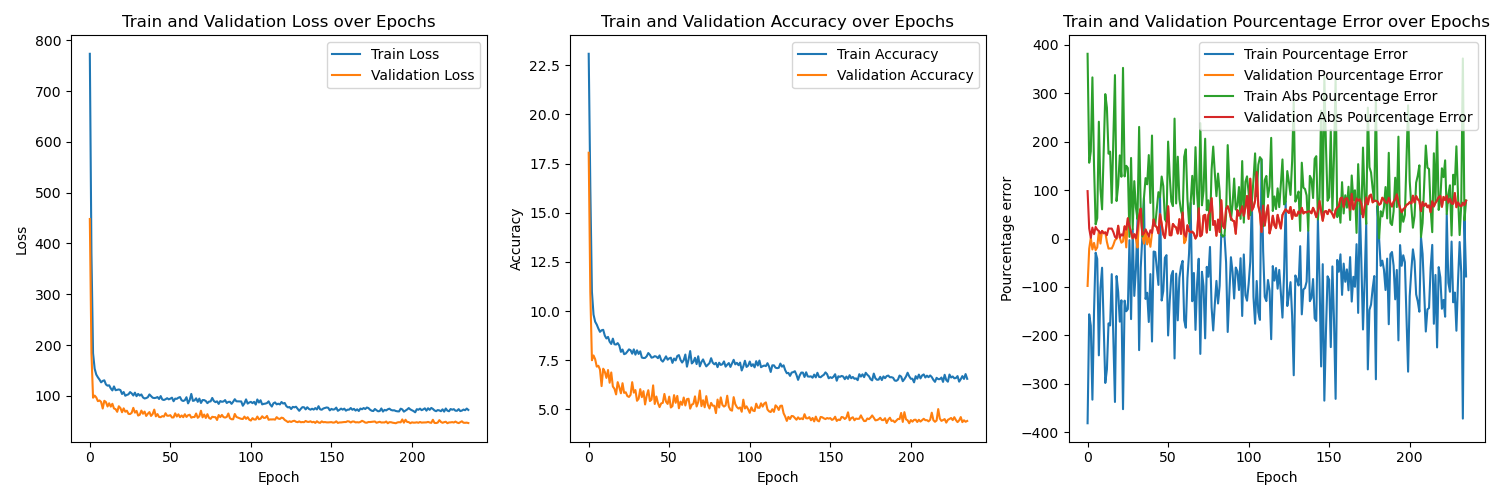 Train and Validation Loss over Epochs
800
700
600
500
400
300
200
100
0
50
100
150
200
Loss
Epoch
Train Loss
Validation Loss
Train and Validation Accuracy over Epochs
22.5
20.0
17.5
15.0
12.5
10.0
7.5
5.0
0
50
100
150
200
Accuracy
Epoch
Train Accuracy
Validation Accuracy
Train and Validation Pourcentage Error over Epochs
400
300
200
100
0
−100
−200
−300
−400
0
50
100
150
200
Pourcentage error
Epoch
Train Pourcentage Error
Validation Pourcentage Error
Train Abs Pourcentage Error
Validation Abs Pourcentage Error